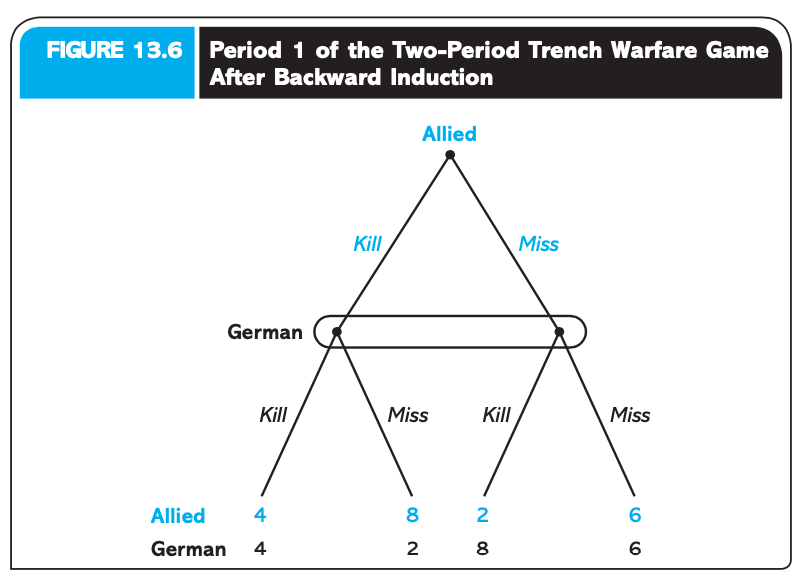 FIGURE 13.6
Period 1 of the Two-Period Trench Warfare Game
After Backward Induction
Allied
Kill
Miss
German
Kill
Miss
Kill
Miss
Allied 4 8 2 6
German 4 2 8 6